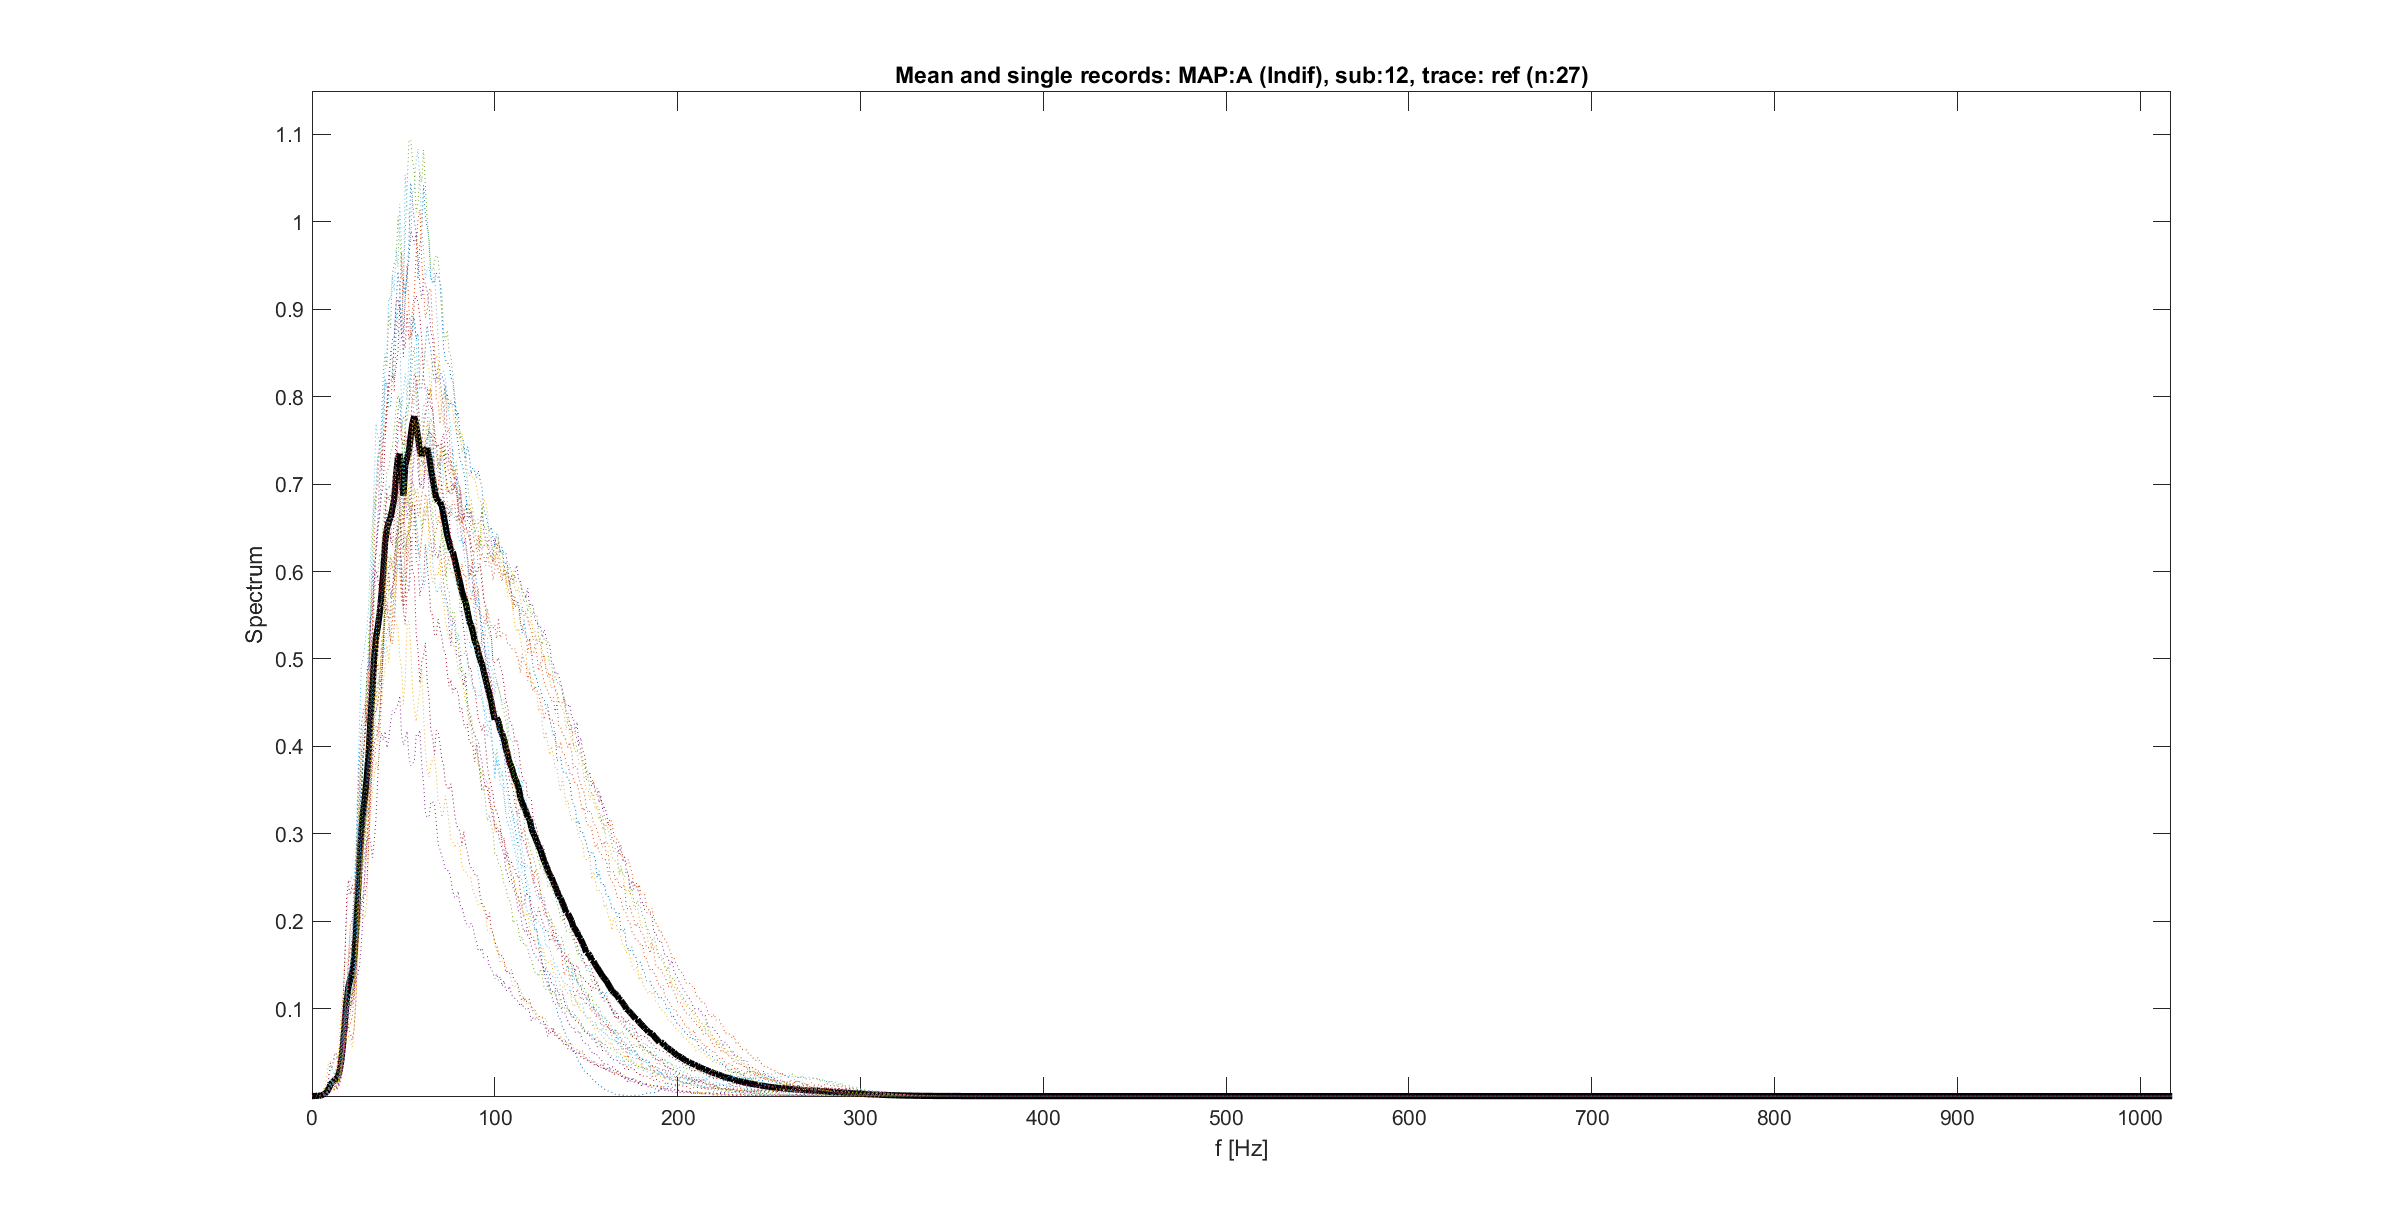 Mean and single records: MAP:A (Indif), sub:12, trace: ref (n:27)
1.1
1
0.9
0.8
0.7
0.6
0.5
0.4
0.3
0.2
0.1
Spectrum
0 100 200 300 400 500 600 700 800 900 1000
f [Hz]